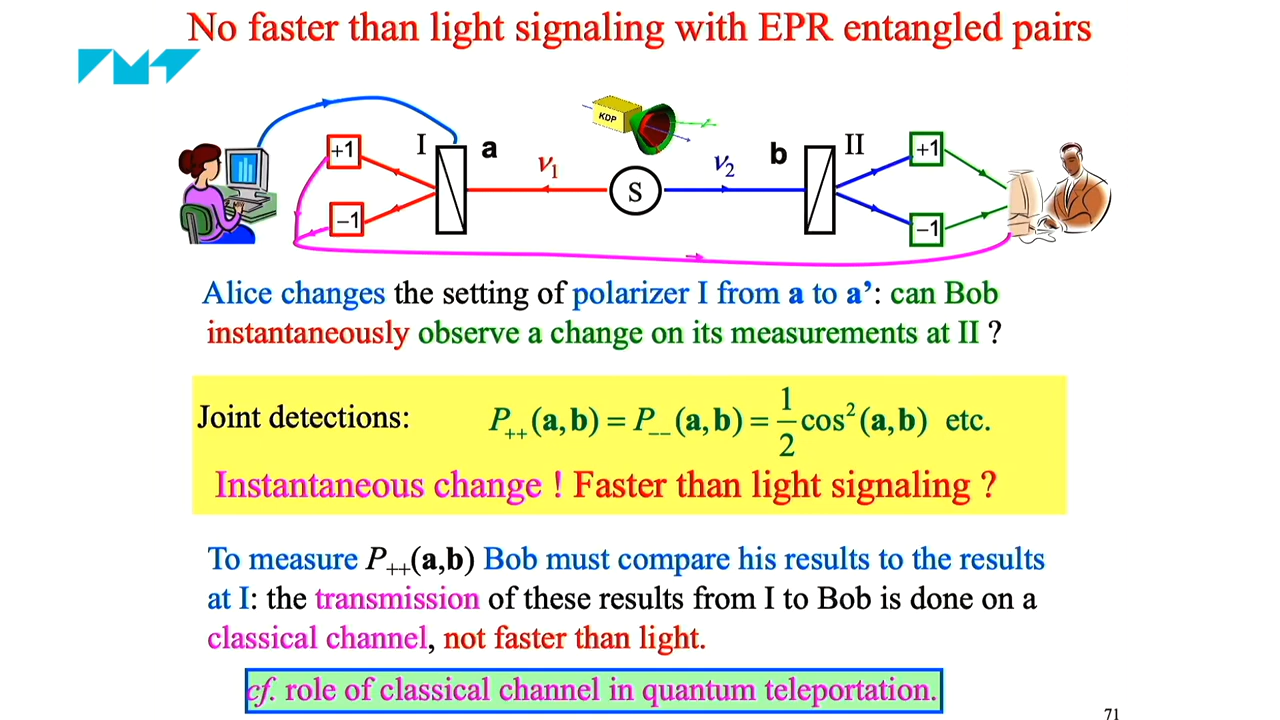 No faster than light signaling with EPR entangled pairs
KDP
+1 I a ν1 S ν2 b II +1
−1 −1
Alice changes the setting of polarizer I from a to a’: can Bob
instantaneously observe a change on its measurements at II ?
Joint detections: P++(a,b) = P−−(a,b) = 1/2 cos²(a,b) etc.
Instantaneous change ! Faster than light signaling ?
To measure P++(a,b) Bob must compare his results to the results
at I: the transmission of these results from I to Bob is done on a
classical channel, not faster than light.
cf. role of classical channel in quantum teleportation.
71